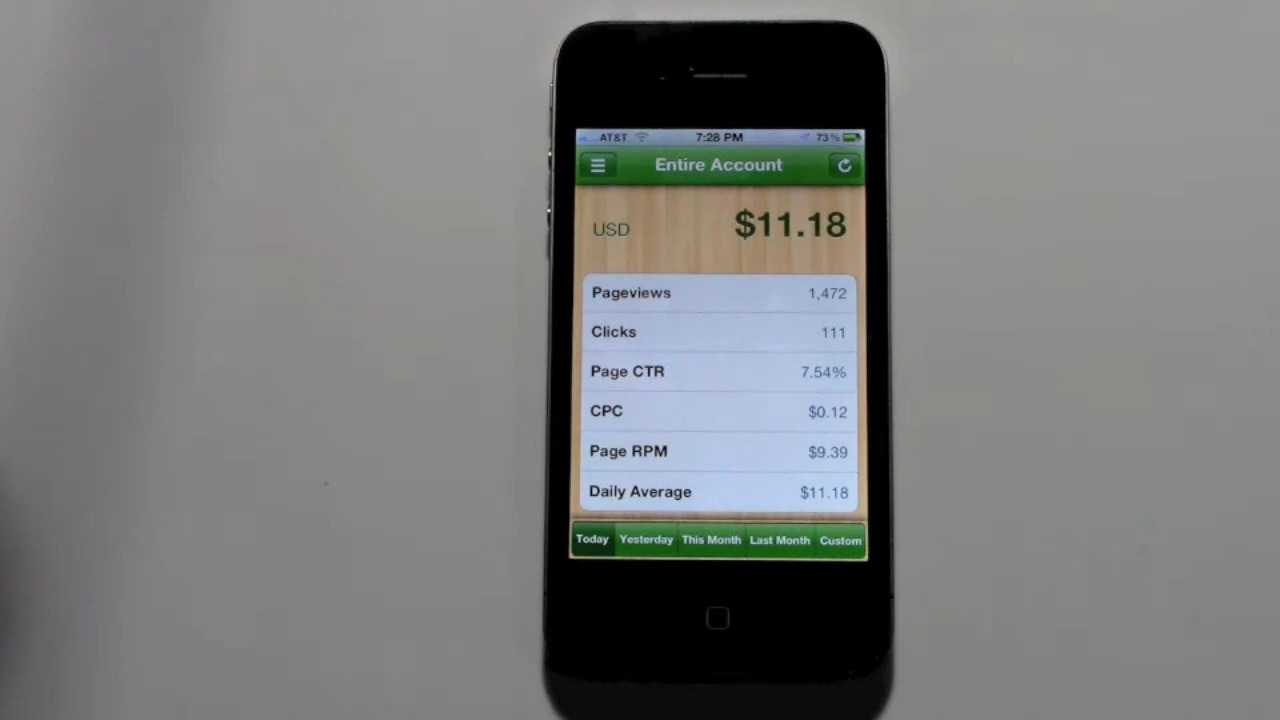 AT&T 7:28 PM 73%
Entire Account
USD $11.18
Pageviews 1,472
Clicks 111
Page CTR 7.54%
CPC $0.12
Page RPM $9.39
Daily Average $11.18
Today Yesterday This Month Last Month Custom